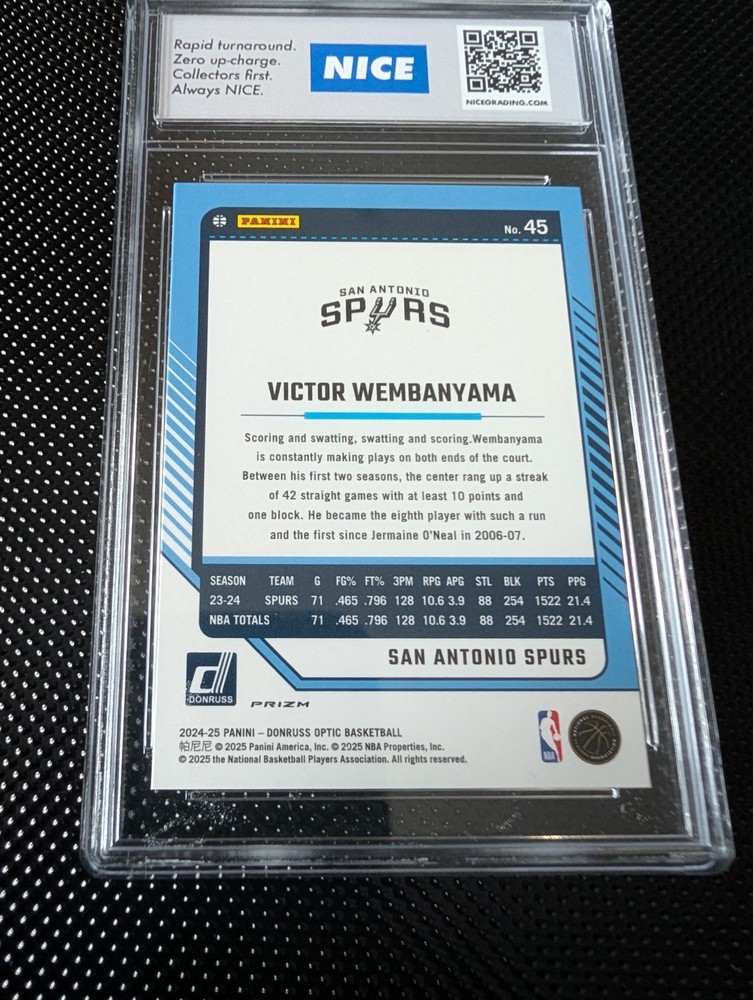 Rapid turnaround.
Zero up-charge.
Collectors first.
Always NICE.
NICE
NICEGRADING.COM
PANINI
No. 45
SAN ANTONIO
SPURS
VICTOR WEMBANYAMA
Scoring and swatting, swatting and scoring.Wembanyama
is constantly making plays on both ends of the court.
Between his first two seasons, the center rang up a streak
of 42 straight games with at least 10 points and
one block. He became the eighth player with such a run
and the first since Jermaine O'Neal in 2006-07.
SEASON TEAM G FG% FT% 3PM RPG APG STL BLK PTS PPG
23-24 SPURS 71 .465 .796 128 10.6 3.9 88 254 1522 21.4
NBA TOTALS 71 .465 .796 128 10.6 3.9 88 254 1522 21.4
SAN ANTONIO SPURS
d
DONRUSS
PRIZM
2024-25 PANINI – DONRUSS OPTIC BASKETBALL
帕尼尼 © 2025 Panini America, Inc. © 2025 NBA Properties, Inc.
© 2025 the National Basketball Players Association. All rights reserved.
NBA
NATIONAL BASKETBALL PLAYERS ASSOCIATION